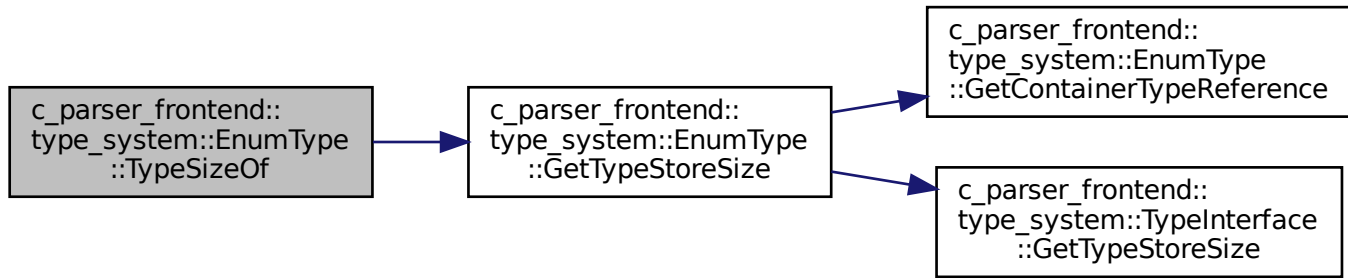 c_parser_frontend::
type_system::EnumType
::TypeSizeOf
c_parser_frontend::
type_system::EnumType
::GetTypeStoreSize
c_parser_frontend::
type_system::EnumType
::GetContainerTypeReference
c_parser_frontend::
type_system::TypeInterface
::GetTypeStoreSize